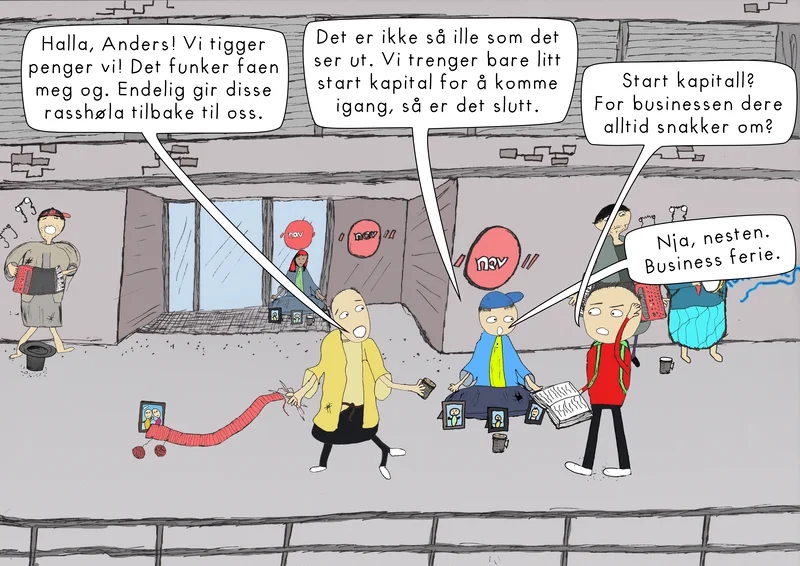 Halla, Anders! Vi tigger
penger vi! Det funker faen
meg og. Endelig gir disse
rasshøla tilbake til oss.
Det er ikke så ille som det
ser ut. Vi trenger bare litt
start kapital for å komme
igang, så er det slutt.
Start kapitall?
For businessen dere
alltid snakker om?
Nja, nesten.
Business ferie.
nav
nav
nav